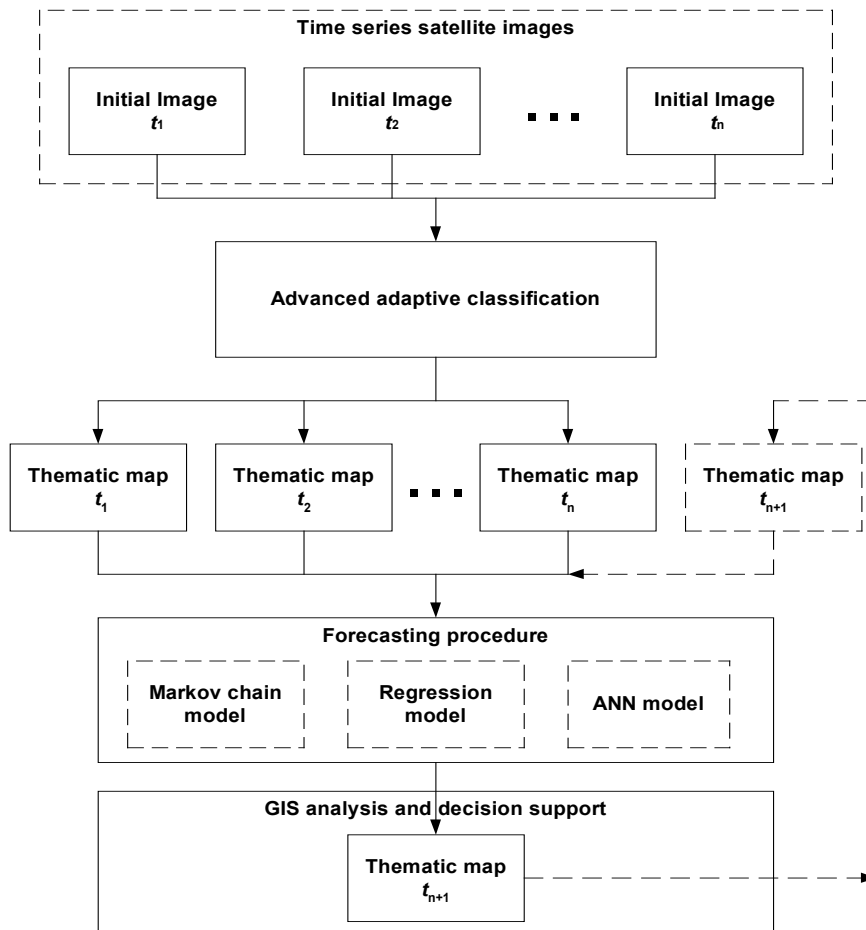 Time series satellite images
Initial Image
t1
Initial Image
t2
Initial Image
tn
Advanced adaptive classification
Thematic map
t1
Thematic map
t2
Thematic map
tn
Thematic map
tn+1
Forecasting procedure
Markov chain
model
Regression
model
ANN model
GIS analysis and decision support
Thematic map
tn+1